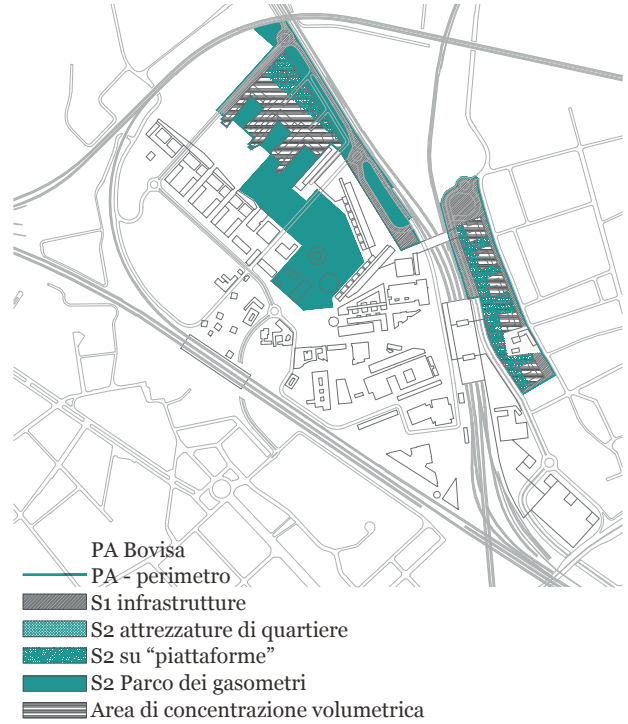 PA Bovisa
PA - perimetro
S1 infrastrutture
S2 attrezzature di quartiere
S2 su “piattaforme”
S2 Parco dei gasometri
Area di concentrazione volumetrica